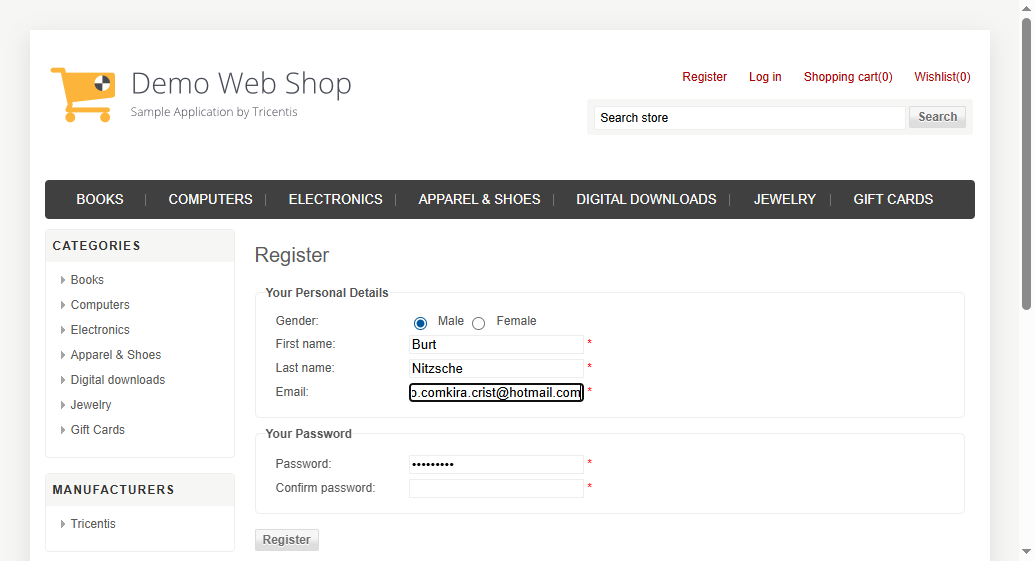 Demo Web Shop
Sample Application by Tricentis
Register Log in Shopping cart(0) Wishlist(0)
Search store Search
BOOKS COMPUTERS ELECTRONICS APPAREL & SHOES DIGITAL DOWNLOADS JEWELRY GIFT CARDS
CATEGORIES
Books
Computers
Electronics
Apparel & Shoes
Digital downloads
Jewelry
Gift Cards
MANUFACTURERS
Tricentis
Register
Your Personal Details
Gender: Male Female
First name: Burt *
Last name: Nitzsche *
Email: o.comkira.crist@hotmail.com *
Your Password
Password: ••••••••• *
Confirm password: *
Register